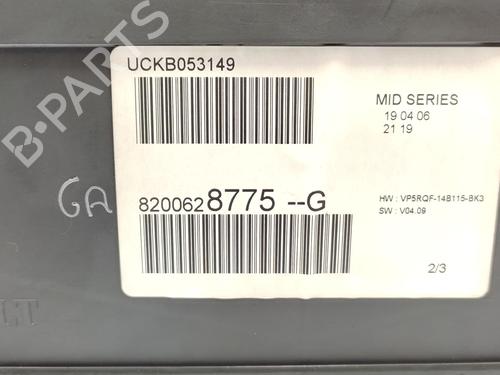 UCKB053149
MID SERIES
19 04 06
21 19
GA
8200628775 --G
HW : VP5RQF-14B115-BK3
SW : V04.09
2/3
LT
B-PARTS